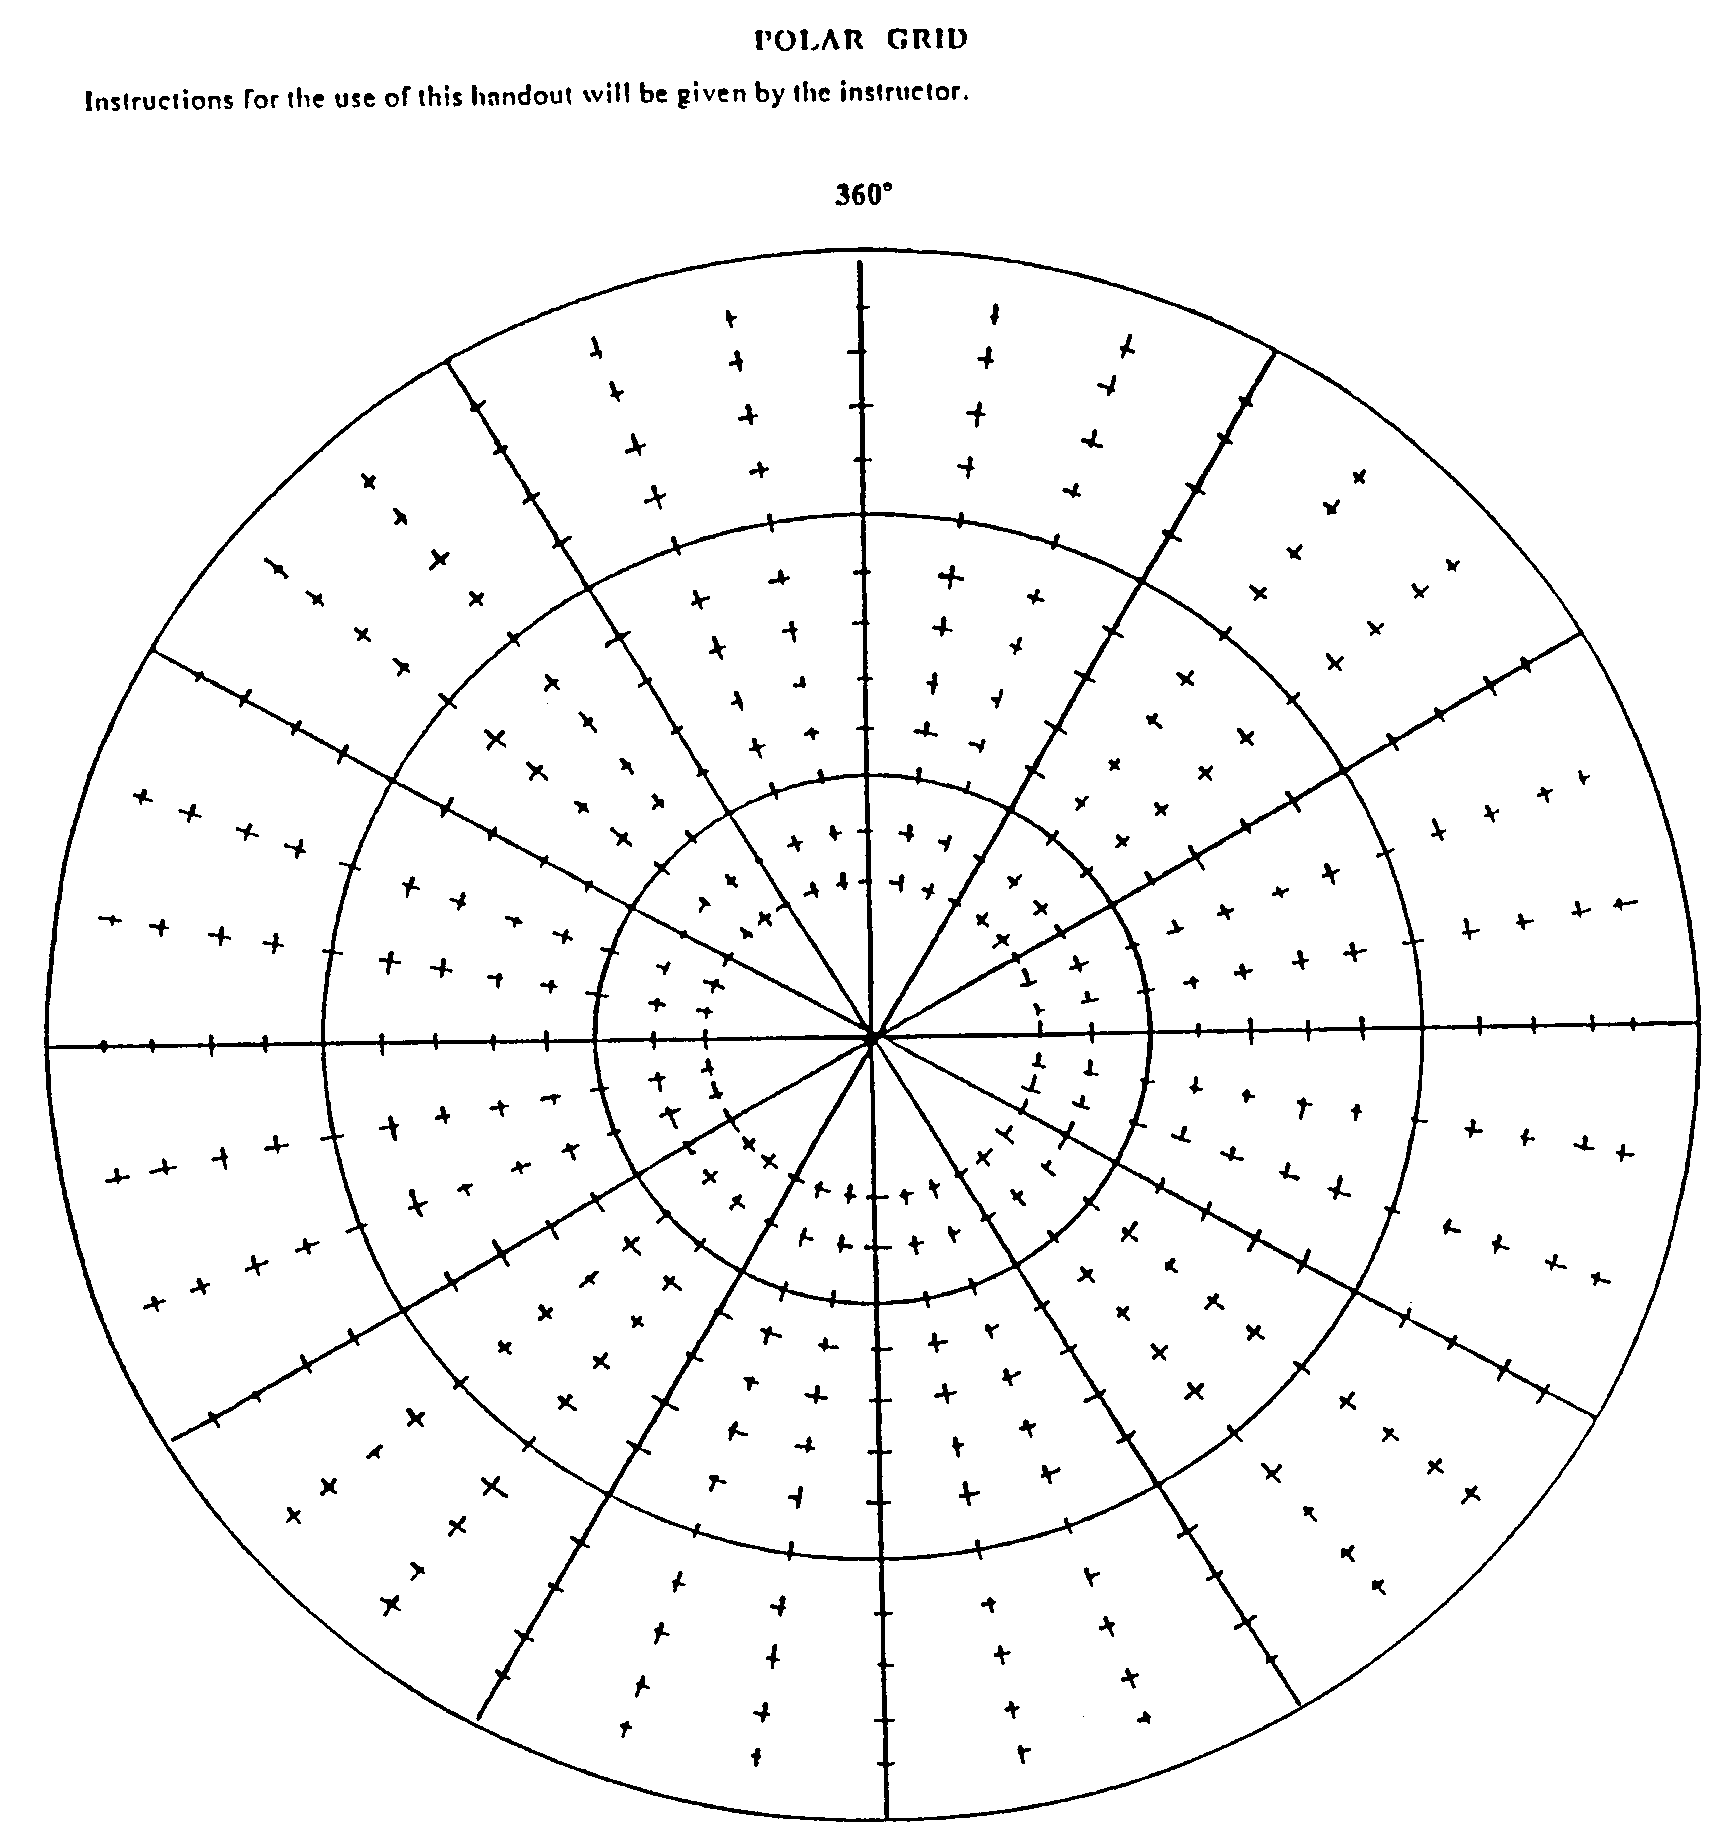 POLAR GRID
Instructions for the use of this handout will be given by the instructor.
360°